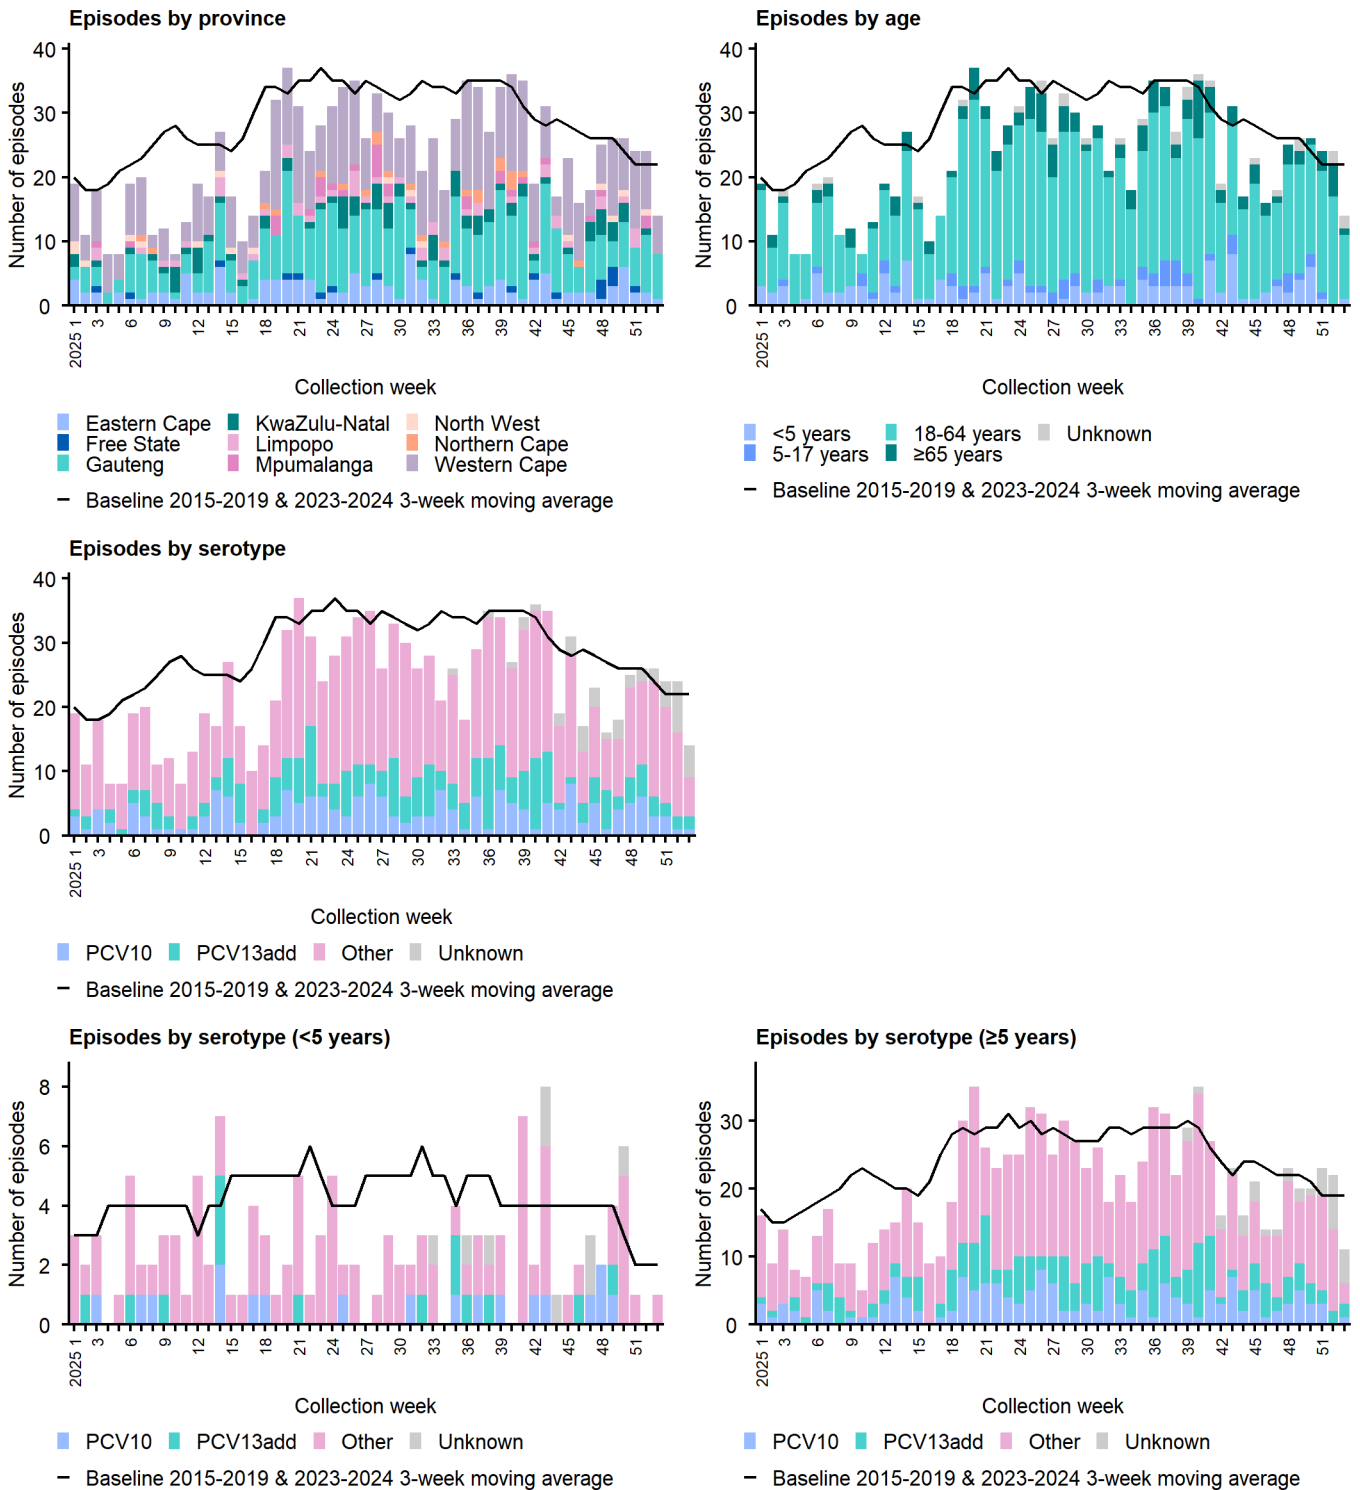 Episodes by province
Number of episodes
40
30
20
10
0
2025 1 3 6 9 12 15 18 21 24 27 30 33 36 39 42 45 48 51
Collection week
Eastern Cape KwaZulu-Natal North West
Free State Limpopo Northern Cape
Gauteng Mpumalanga Western Cape
Baseline 2015-2019 & 2023-2024 3-week moving average
Episodes by age
Number of episodes
40
30
20
10
0
2025 1 3 6 9 12 15 18 21 24 27 30 33 36 39 42 45 48 51
Collection week
<5 years 18-64 years Unknown
5-17 years ≥65 years
Baseline 2015-2019 & 2023-2024 3-week moving average
Episodes by serotype
Number of episodes
40
30
20
10
0
2025 1 3 6 9 12 15 18 21 24 27 30 33 36 39 42 45 48 51
Collection week
PCV10 PCV13add Other Unknown
Baseline 2015-2019 & 2023-2024 3-week moving average
Episodes by serotype (<5 years)
Number of episodes
8
6
4
2
0
2025 1 3 6 9 12 15 18 21 24 27 30 33 36 39 42 45 48 51
Collection week
PCV10 PCV13add Other Unknown
Baseline 2015-2019 & 2023-2024 3-week moving average
Episodes by serotype (≥5 years)
Number of episodes
30
20
10
0
2025 1 3 6 9 12 15 18 21 24 27 30 33 36 39 42 45 48 51
Collection week
PCV10 PCV13add Other Unknown
Baseline 2015-2019 & 2023-2024 3-week moving average